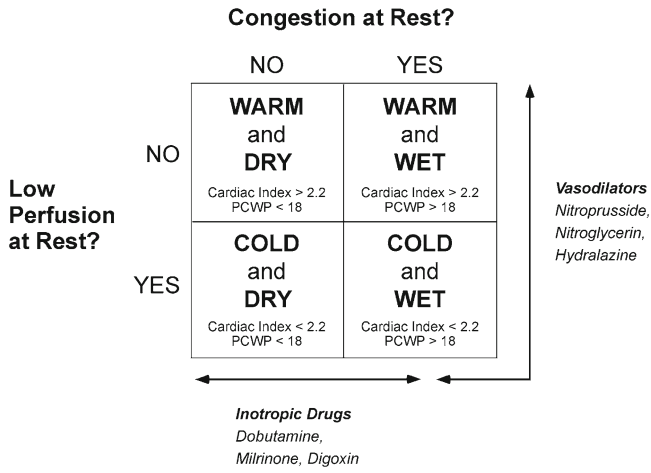 Congestion at Rest?
NO
YES
Low
Perfusion
at Rest?
NO
WARM
and
DRY
Cardiac Index > 2.2
PCWP < 18
WARM
and
WET
Cardiac Index > 2.2
PCWP > 18
YES
COLD
and
DRY
Cardiac Index < 2.2
PCWP < 18
COLD
and
WET
Cardiac Index < 2.2
PCWP > 18
Vasodilators
Nitroprusside,
Nitroglycerin,
Hydralazine
Inotropic Drugs
Dobutamine,
Milrinone, Digoxin